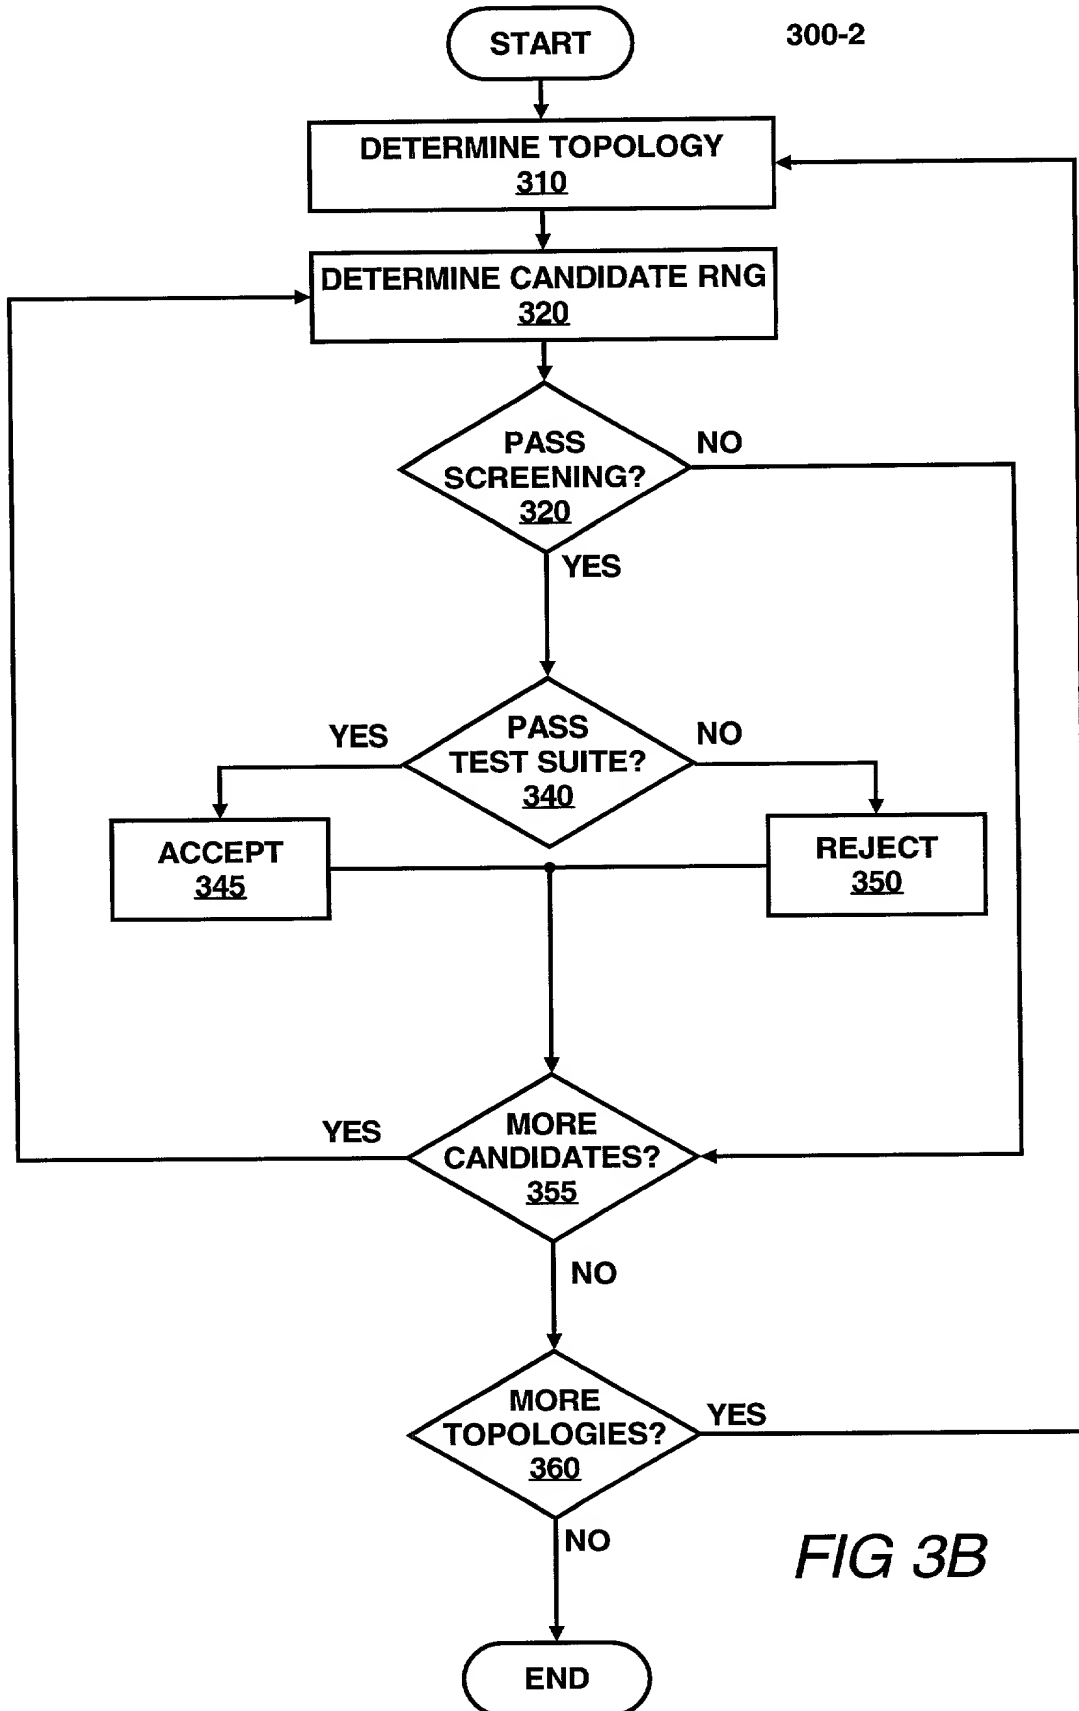 START
300-2
DETERMINE TOPOLOGY
310
DETERMINE CANDIDATE RNG
320
PASS
SCREENING?
320
NO
YES
PASS
TEST SUITE?
340
YES
NO
ACCEPT
345
REJECT
350
MORE
CANDIDATES?
355
YES
NO
MORE
TOPOLOGIES?
360
YES
NO
FIG 3B
END